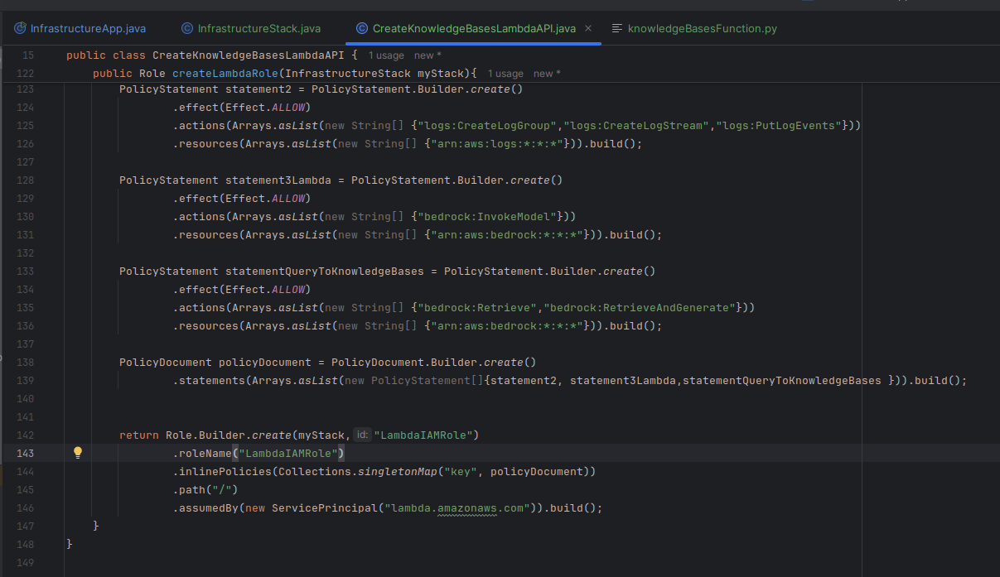 InfrastructureApp.java InfrastructureStack.java CreateKnowledgeBasesLambdaAPI.java knowledgeBasesFunction.py
15 public class CreateKnowledgeBasesLambdaAPI { 1 usage new *
122 public Role createLambdaRole(InfrastructureStack myStack){ 1 usage new *
123 PolicyStatement statement2 = PolicyStatement.Builder.create()
124 .effect(Effect.ALLOW)
125 .actions(Arrays.asList(new String[] {"logs:CreateLogGroup","logs:CreateLogStream","logs:PutLogEvents"}))
126 .resources(Arrays.asList(new String[] {"arn:aws:logs:*:*:*"})).build();
127
128 PolicyStatement statement3Lambda = PolicyStatement.Builder.create()
129 .effect(Effect.ALLOW)
130 .actions(Arrays.asList(new String[] {"bedrock:InvokeModel"}))
131 .resources(Arrays.asList(new String[] {"arn:aws:bedrock:*:*:*"})).build();
132
133 PolicyStatement statementQueryToKnowledgeBases = PolicyStatement.Builder.create()
134 .effect(Effect.ALLOW)
135 .actions(Arrays.asList(new String[] {"bedrock:Retrieve","bedrock:RetrieveAndGenerate"}))
136 .resources(Arrays.asList(new String[] {"arn:aws:bedrock:*:*:*"})).build();
137
138 PolicyDocument policyDocument = PolicyDocument.Builder.create()
139 .statements(Arrays.asList(new PolicyStatement[]{statement2, statement3Lambda,statementQueryToKnowledgeBases })).build();
140
141
142 return Role.Builder.create(myStack, id: "LambdaIAMRole")
143 .roleName("LambdaIAMRole")
144 .inlinePolicies(Collections.singletonMap("key", policyDocument))
145 .path("/")
146 .assumedBy(new ServicePrincipal("lambda.amazonaws.com")).build();
147 }
148 }
149